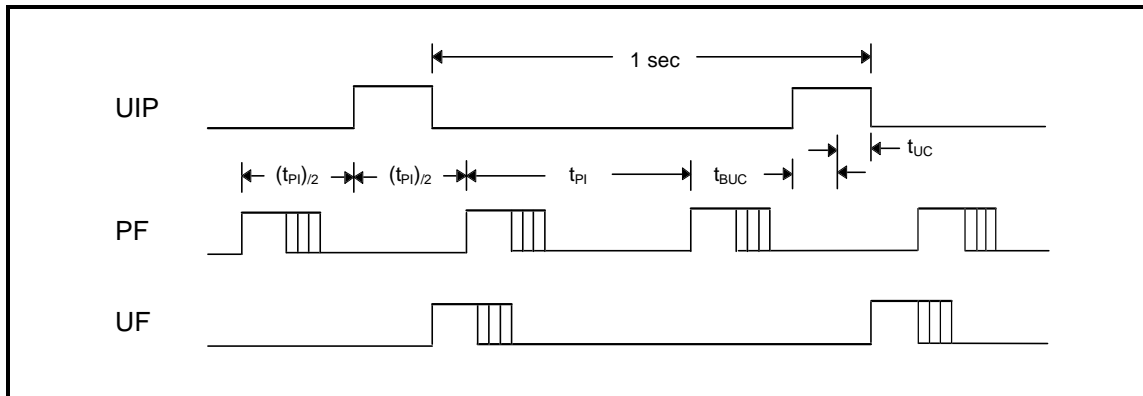 1 sec
UIP
tUC
(tPI)/2
(tPI)/2
tPI
tBUC
PF
UF